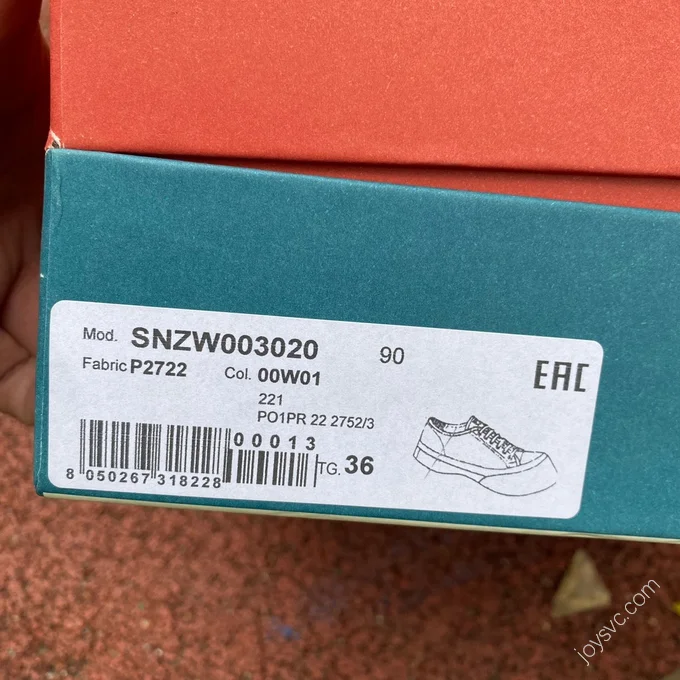 Mod. SNZW003020 90
Fabric P2722 Col. 00W01
EAC
221
PO1PR 22 2752/3
00013
8 050267 318228
TG. 36
joysvc.com